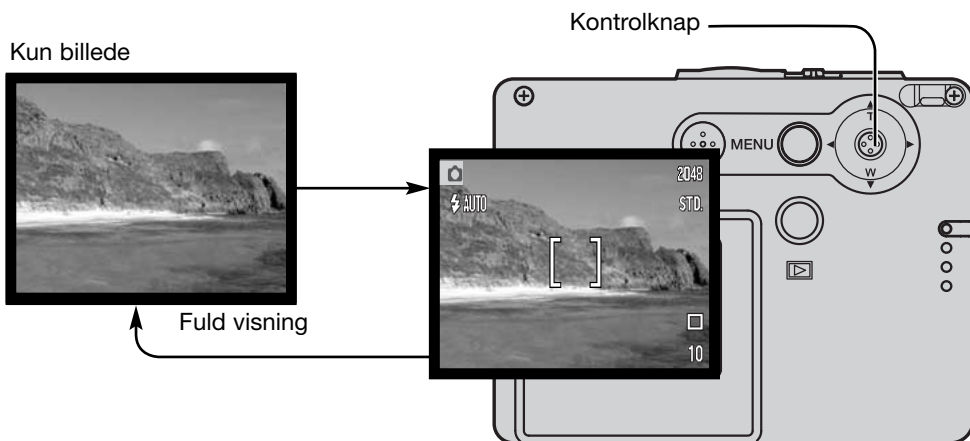 Kontrolknap
Kun billede
MENU
T
W
2048
AUTO
STD.
10
Fuld visning